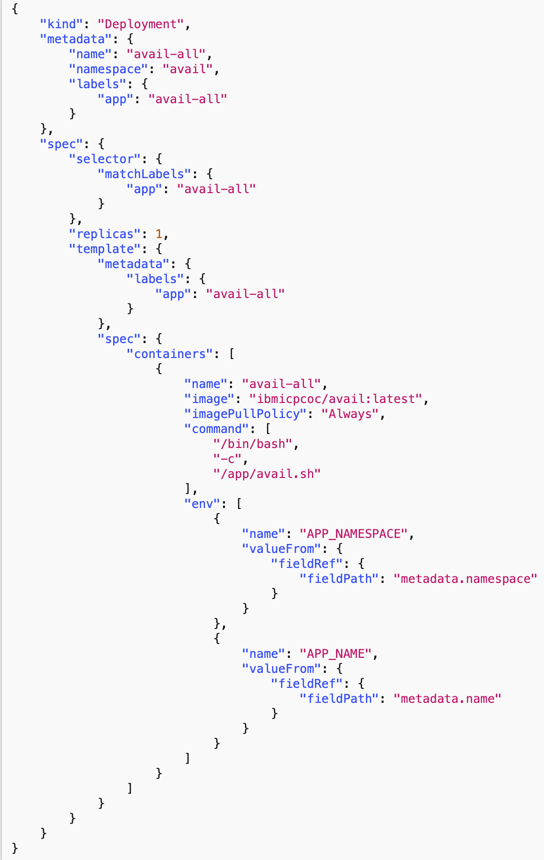 {
    "kind": "Deployment",
    "metadata": {
        "name": "avail-all",
        "namespace": "avail",
        "labels": {
            "app": "avail-all"
        }
    },
    "spec": {
        "selector": {
            "matchLabels": {
                "app": "avail-all"
            }
        },
        "replicas": 1,
        "template": {
            "metadata": {
                "labels": {
                    "app": "avail-all"
                }
            },
            "spec": {
                "containers": [
                    {
                        "name": "avail-all",
                        "image": "ibmicpcoc/avail:latest",
                        "imagePullPolicy": "Always",
                        "command": [
                            "/bin/bash",
                            "-c",
                            "/app/avail.sh"
                        ],
                        "env": [
                            {
                                "name": "APP_NAMESPACE",
                                "valueFrom": {
                                    "fieldRef": {
                                        "fieldPath": "metadata.namespace"
                                    }
                                }
                            },
                            {
                                "name": "APP_NAME",
                                "valueFrom": {
                                    "fieldRef": {
                                        "fieldPath": "metadata.name"
                                    }
                                }
                            }
                        ]
                    }
                ]
            }
        }
    }
}